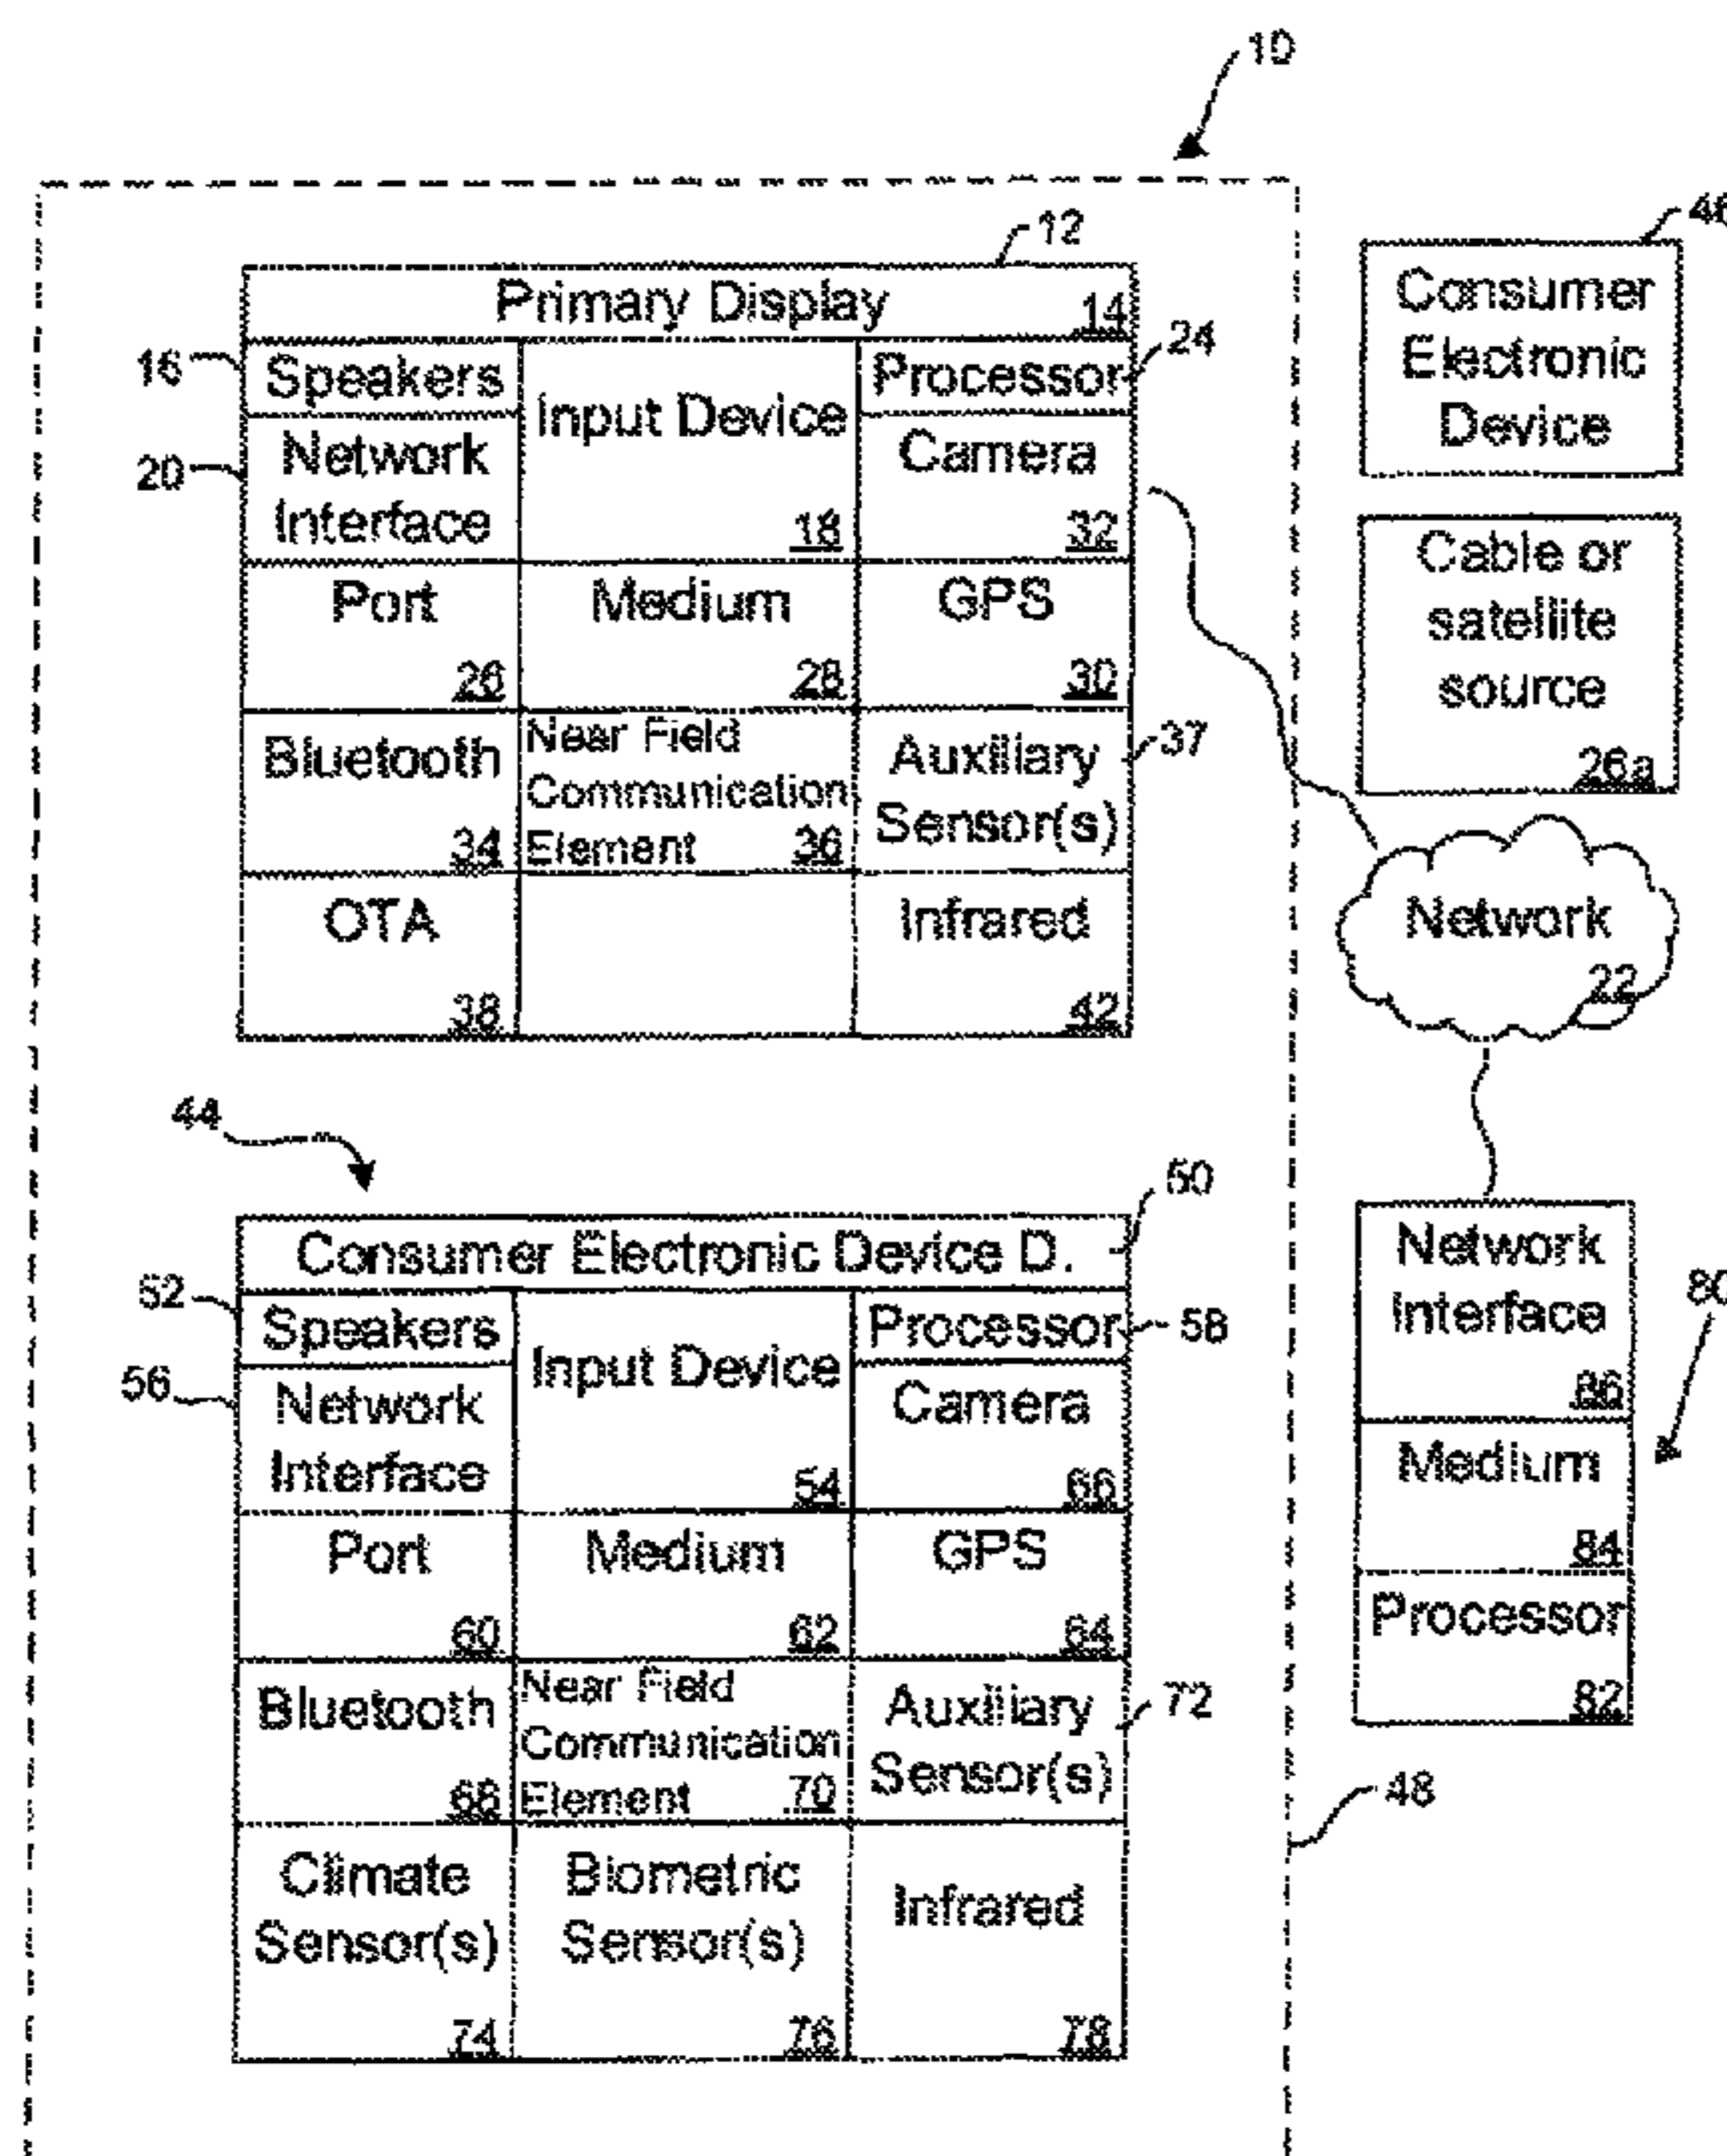 10
12
Primary Display 14
16 Speakers
Input Device 18
Processor 24
20 Network
Interface
Camera
32
Port
26
Medium
28
GPS
30
Bluetooth
34
Near Field
Communication
Element 36
Auxiliary
Sensor(s)
37
OTA
38
Infrared
42
46
Consumer
Electronic
Device
Cable or
satellite
source
26a
Network
22
44
50
Consumer Electronic Device D.
52 Speakers
Input Device
54
Processor 58
56 Network
Interface
Camera
66
Port
60
Medium
62
GPS
64
Bluetooth
68
Near Field
Communication
Element 70
Auxiliary
Sensor(s)
72
Climate
Sensor(s)
74
Biometric
Sensor(s)
76
Infrared
78
80
Network
Interface
86
Medium
84
Processor
82
48